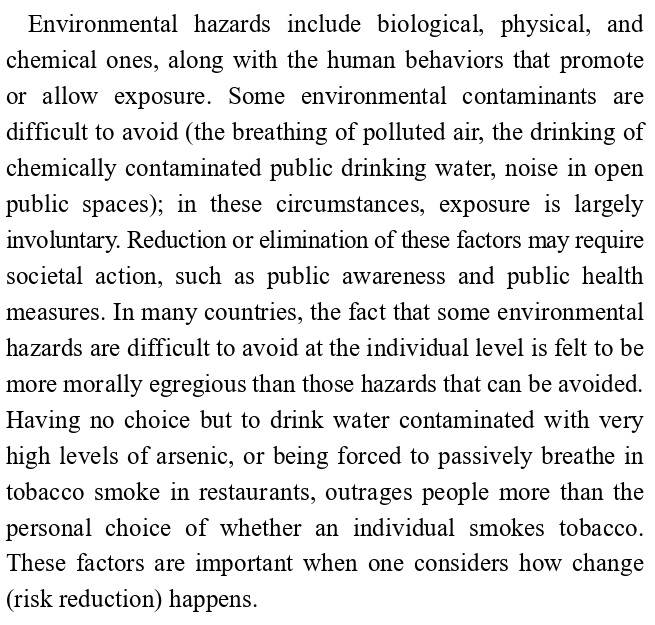 Environmental hazards include biological, physical, and
chemical ones, along with the human behaviors that promote
or allow exposure. Some environmental contaminants are
difficult to avoid (the breathing of polluted air, the drinking of
chemically contaminated public drinking water, noise in open
public spaces); in these circumstances, exposure is largely
involuntary. Reduction or elimination of these factors may require
societal action, such as public awareness and public health
measures. In many countries, the fact that some environmental
hazards are difficult to avoid at the individual level is felt to be
more morally egregious than those hazards that can be avoided.
Having no choice but to drink water contaminated with very
high levels of arsenic, or being forced to passively breathe in
tobacco smoke in restaurants, outrages people more than the
personal choice of whether an individual smokes tobacco.
These factors are important when one considers how change
(risk reduction) happens.